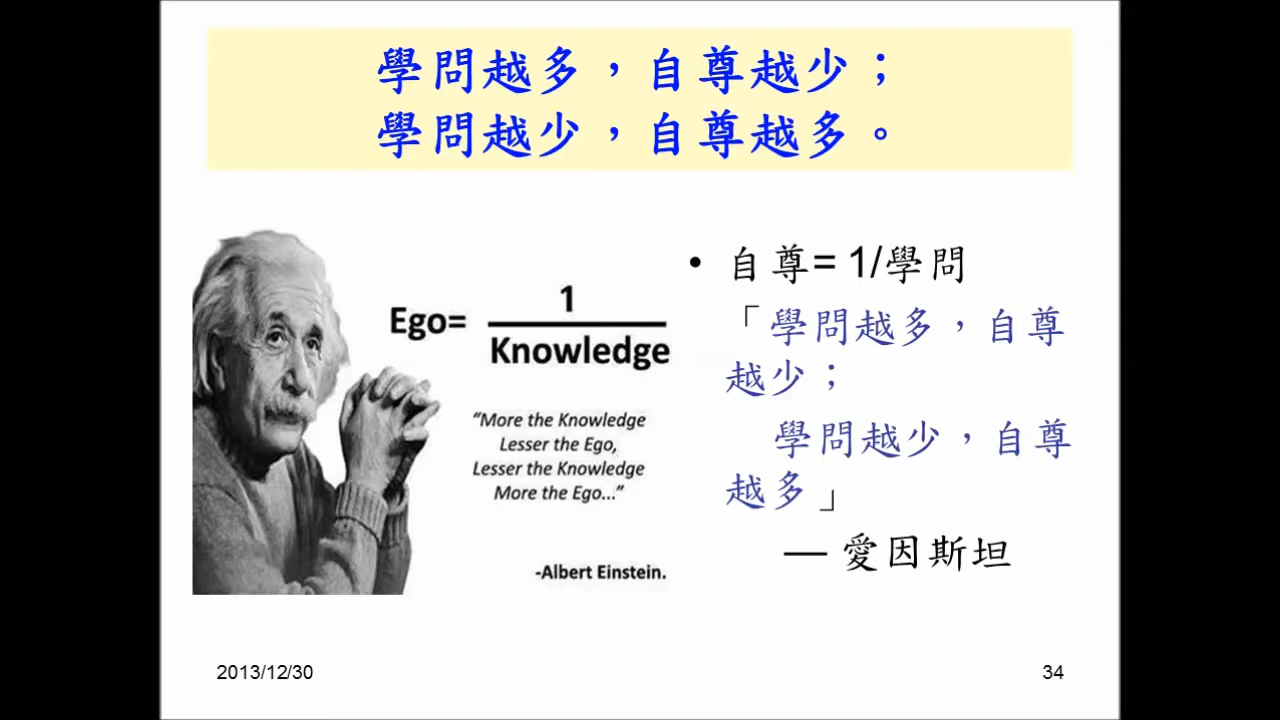 學問越多，自尊越少；
學問越少，自尊越多。
Ego=
1
Knowledge
"More the Knowledge
Lesser the Ego,
Lesser the Knowledge
More the Ego..."
-Albert Einstein.
• 自尊= 1/學問
「學問越多，自尊
越少；
學問越少，自尊
越多」
— 愛因斯坦
2013/12/30
34